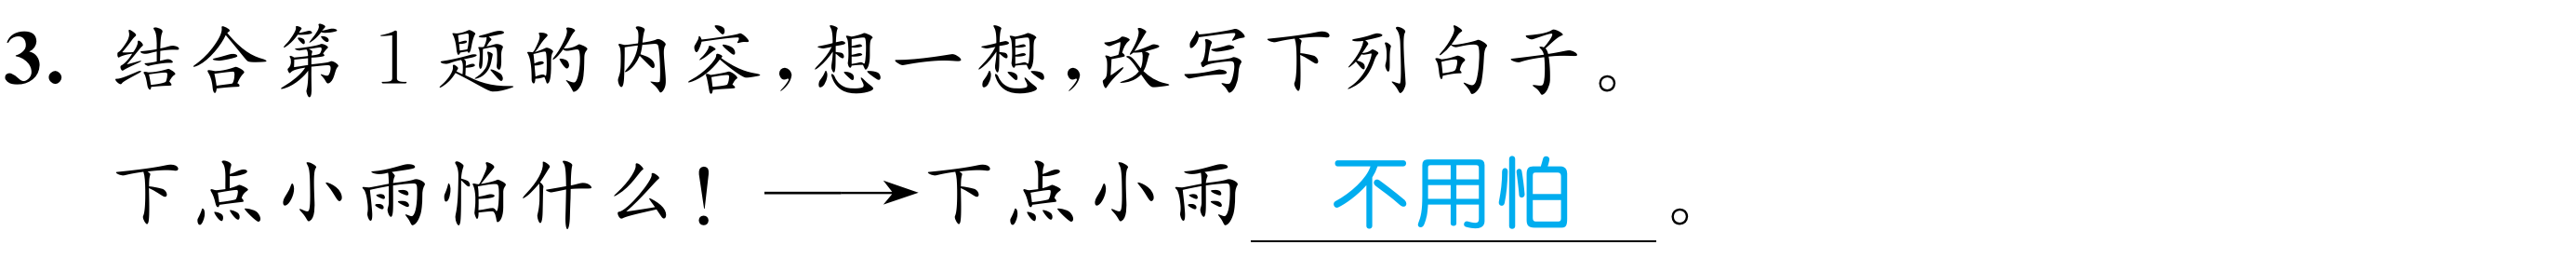 3. 结合第1题的内容,想一想,改写下列句子。
下点小雨怕什么! ⟶下点小雨 不用怕 。